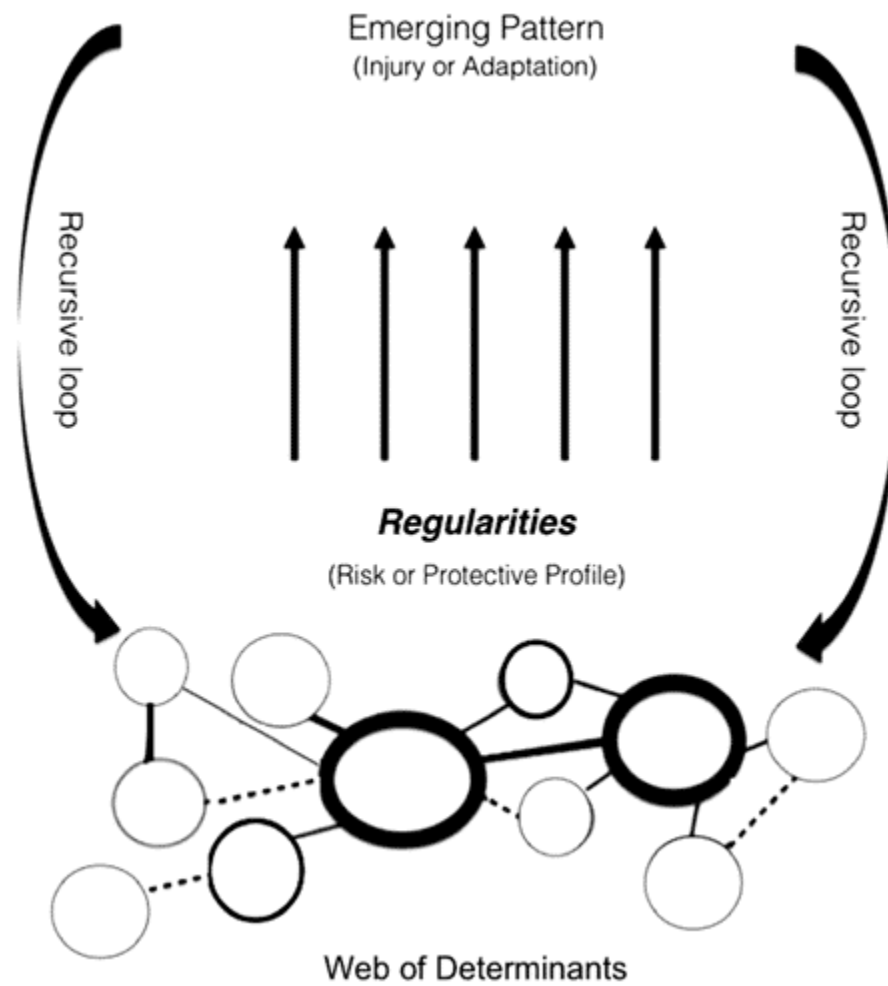 Emerging Pattern
(Injury or Adaptation)
Recursive loop
Recursive loop
Regularities
(Risk or Protective Profile)
Web of Determinants